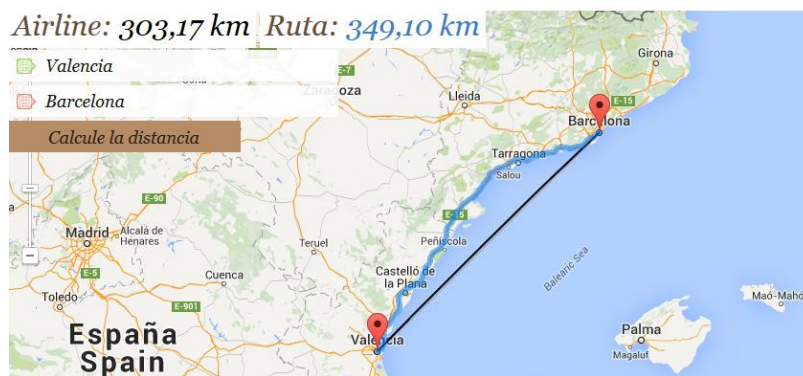 Airline: 303,17 km Ruta: 349,10 km
Valencia
Barcelona
Calcule la distancia
E-7
Zaragoza
Lleida
Girona
E-15
Barcelona
Tarragona
Salou
E-90
E-15
Madrid
Alcalá de
Henares
Teruel
Peñíscola
E-5
Cuenca
Castelló de
la Plana
Balearic Sea
Toledo
E-901
Maó-Mahó
España
Spain
Valencia
Palma
Magaluf